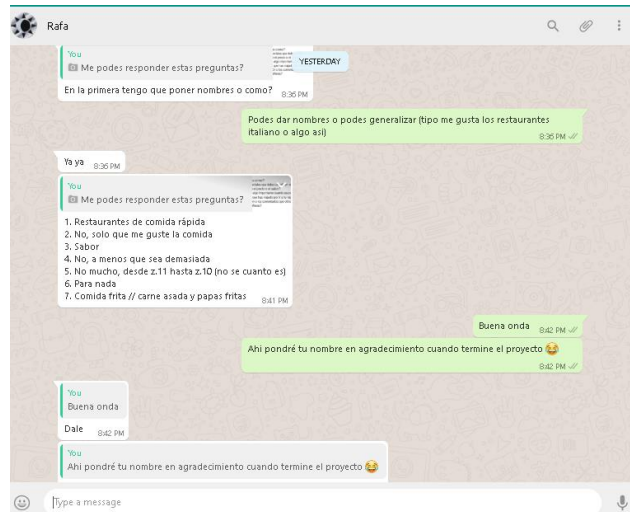 Rafa
You
Me podes responder estas preguntas?
YESTERDAY
En la primera tengo que poner nombres o como?
8:36 PM
Podes dar nombres o podes generalizar (tipo me gusta los restaurantes
italiano o algo asi)
8:36 PM
Ya ya 8:36 PM
You
Me podes responder estas preguntas?
1. Restaurantes de comida rápida
2. No, solo que me guste la comida
3. Sabor
4. No, a menos que sea demasiada
5. No mucho, desde z.11 hasta z.10 (no se cuanto es)
6. Para nada
7. Comida frita // carne asada y papas fritas
8:41 PM
Buena onda 8:42 PM
Ahi pondré tu nombre en agradecimiento cuando termine el proyecto 😂
8:42 PM
You
Buena onda
Dale 8:42 PM
You
Ahi pondré tu nombre en agradecimiento cuando termine el proyecto 😂
Type a message